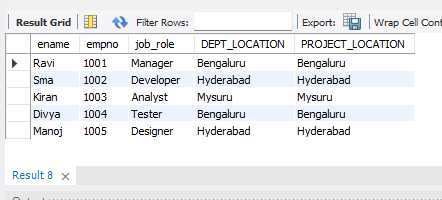 Result Grid Filter Rows: Export: Wrap Cell Cont
ename empno job_role DEPT_LOCATION PROJECT_LOCATION
Ravi 1001 Manager Bengaluru Bengaluru
Sma 1002 Developer Hyderabad Hyderabad
Kiran 1003 Analyst Mysuru Mysuru
Divya 1004 Tester Bengaluru Bengaluru
Manoj 1005 Designer Hyderabad Hyderabad
Result 8